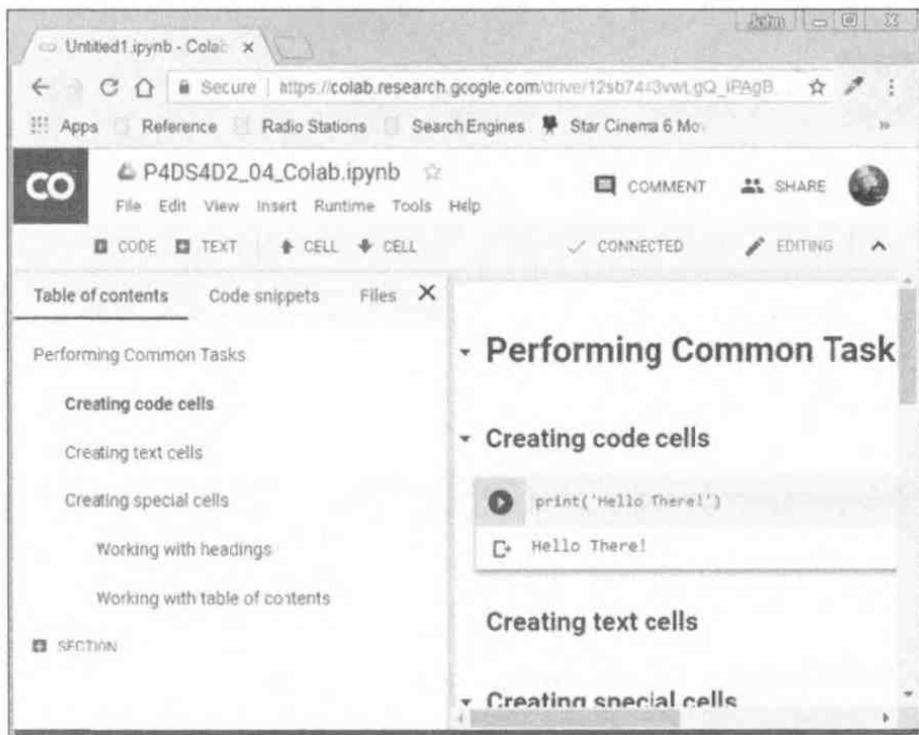 John
Untitled1.ipynb - Colab
Secure | https://colab.research.google.com/drive/
Apps Reference Radio Stations Search Engines Star Cinema 6 Mov
CO P4DS4D2_04_Colab.ipynb
COMMENT SHARE
File Edit View Insert Runtime Tools Help
CODE TEXT CELL CELL CONNECTED EDITING
Table of contents Code snippets Files X
Performing Common Tasks
Creating code cells
Creating text cells
Creating special cells
Working with headings
Working with table of contents
SECTION
Performing Common Task
Creating code cells
print('Hello There!')
Hello There!
Creating text cells
Creating special cells